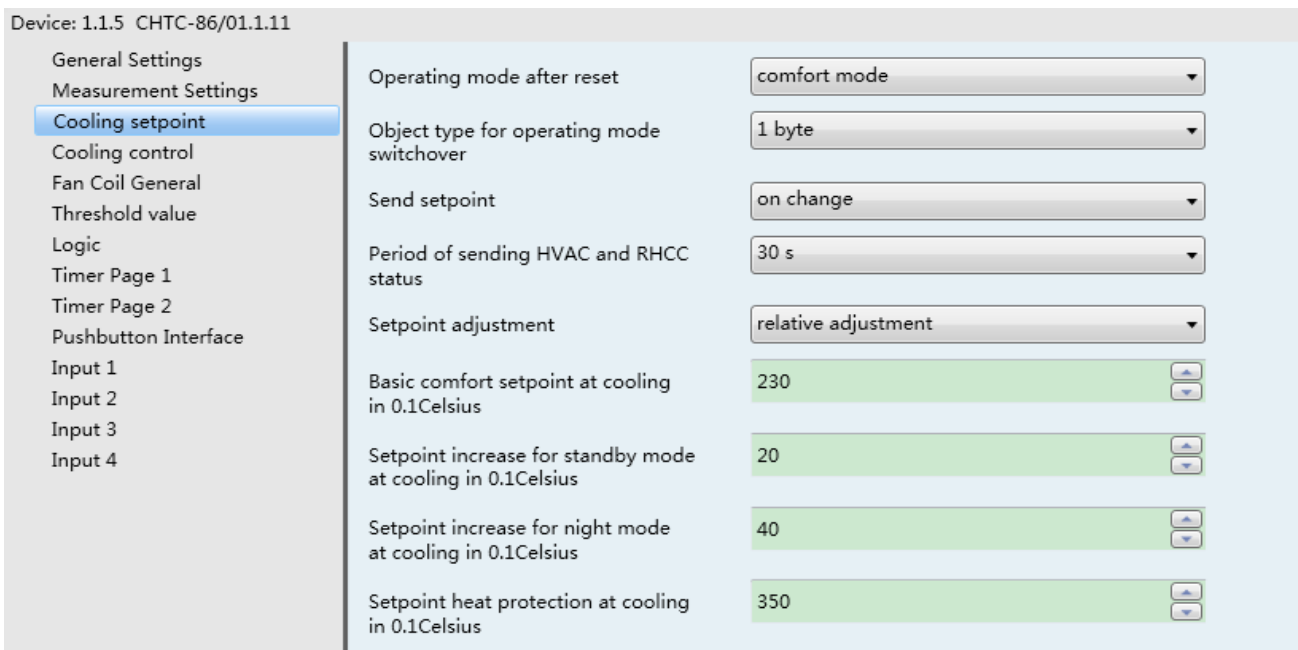 Device: 1.1.5  CHTC-86/01.1.11
General Settings
Measurement Settings
Cooling setpoint
Cooling control
Fan Coil General
Threshold value
Logic
Timer Page 1
Timer Page 2
Pushbutton Interface
Input 1
Input 2
Input 3
Input 4
Operating mode after reset
comfort mode
Object type for operating mode
switchover
1 byte
Send setpoint
on change
Period of sending HVAC and RHCC
status
30 s
Setpoint adjustment
relative adjustment
Basic comfort setpoint at cooling
in 0.1Celsius
230
Setpoint increase for standby mode
at cooling in 0.1Celsius
20
Setpoint increase for night mode
at cooling in 0.1Celsius
40
Setpoint heat protection at cooling
in 0.1Celsius
350